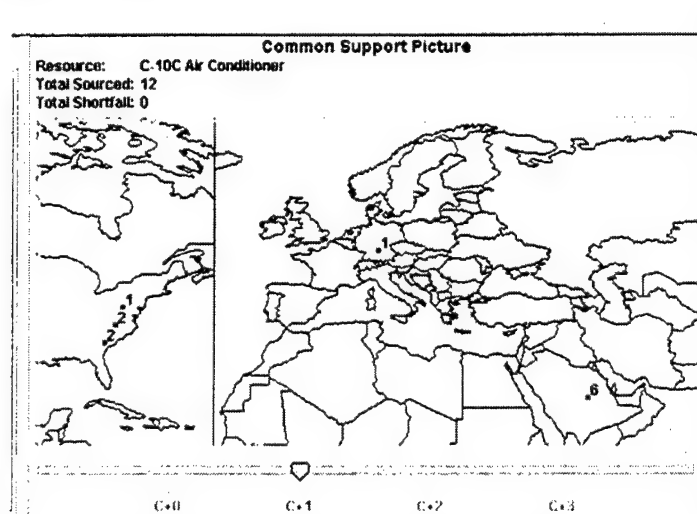 Common Support Picture
Resource: C-10C Air Conditioner
Total Sourced: 12
Total Shortfall: 0
1
1
2
2
6
C+0
C+1
C+2
C+3